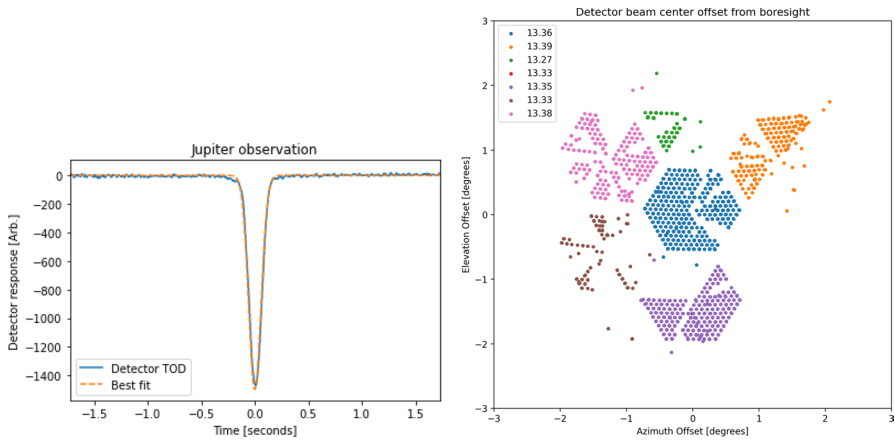 Jupiter observation
Detector response [Arb.]
0
−200
−400
−600
−800
−1000
−1200
−1400
Detector TOD
Best fit
−1.5 −1.0 −0.5 0.0 0.5 1.0 1.5
Time [seconds]
Detector beam center offset from boresight
Elevation Offset [degrees]
3
2
1
0
−1
−2
−3
13.36
13.39
13.27
13.33
13.35
13.33
13.38
−3 −2 −1 0 1 2 3
Azimuth Offset [degrees]